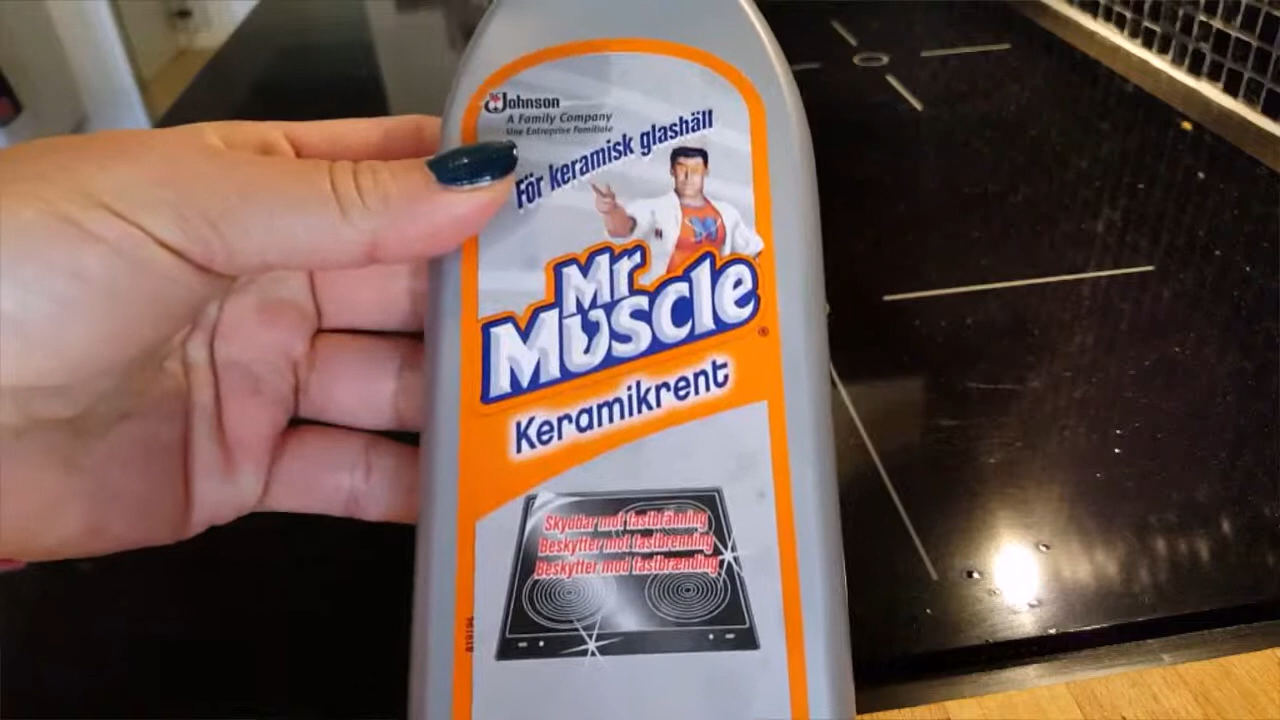 Johnson
A Family Company
Une Entreprise Familiale
För keramisk glashäll
Mr
Muscle
®
Keramikrent
Skyddar mot fastbränning
Beskytter mot fastbrenning
Beskytter mod fastbrænding